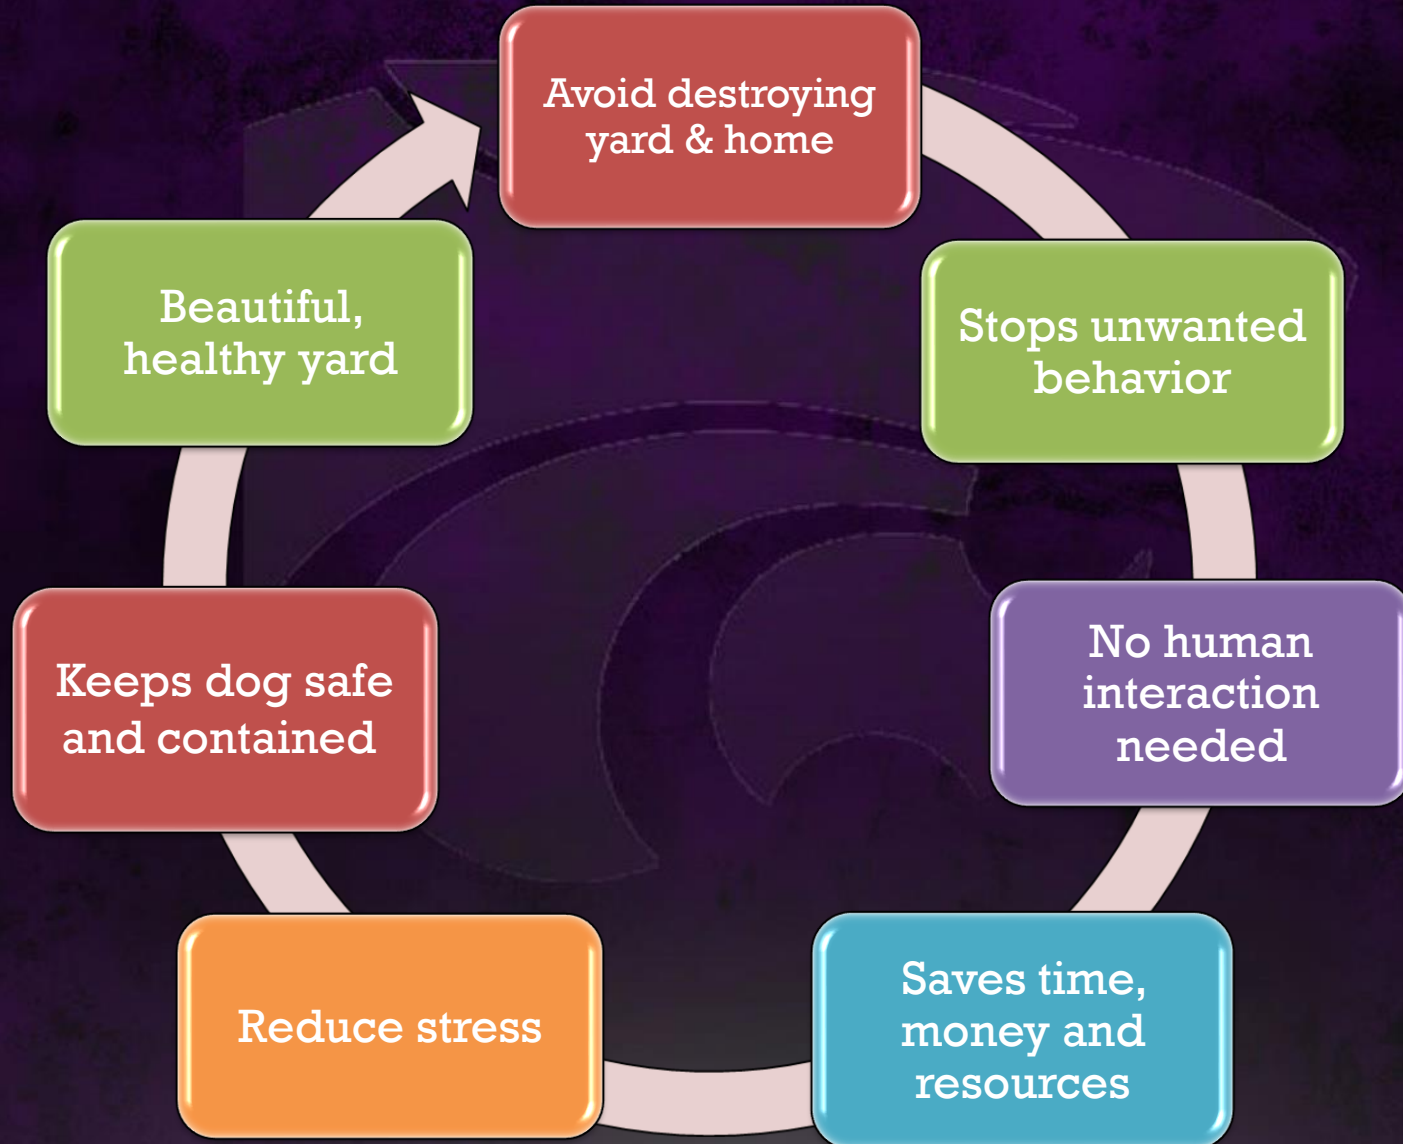 Avoid destroying
yard & home
Stops unwanted
behavior
No human
interaction
needed
Saves time,
money and
resources
Reduce stress
Keeps dog safe
and contained
Beautiful,
healthy yard